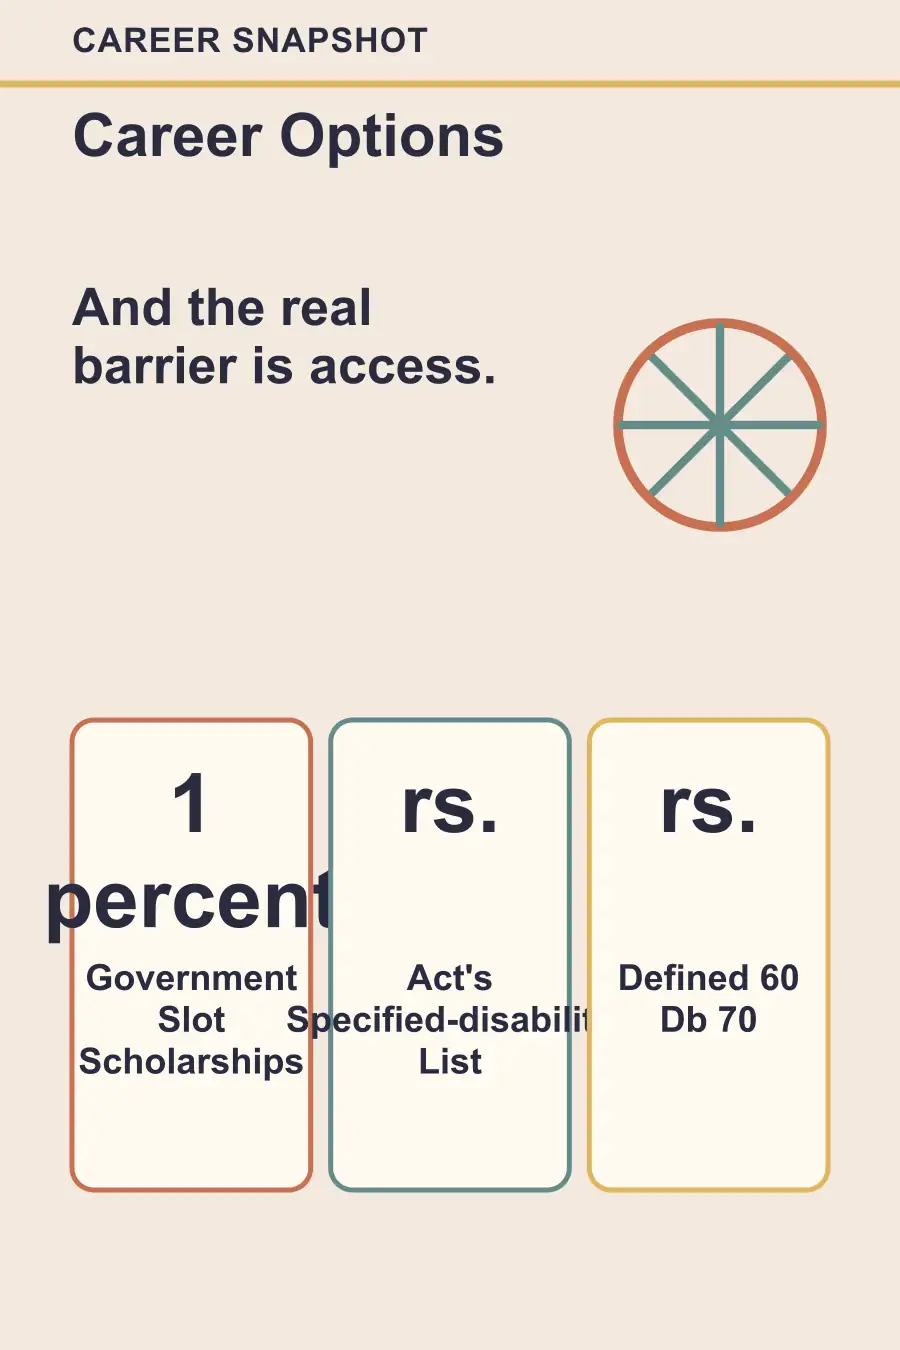 CAREER SNAPSHOT
Career Options
And the real
barrier is access.
1
percent
Government
Slot
Scholarships
rs.
Act's
Specified-disabilit
List
rs.
Defined 60
Db 70